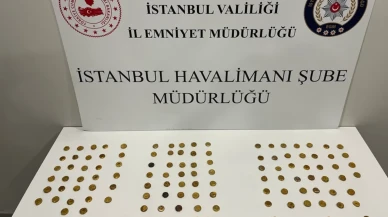 İSTANBUL VALİLİĞİ
İL EMNİYET MÜDÜRLÜĞÜ
İSTANBUL HAVALİMANI ŞUBE
MÜDÜRLÜĞÜ